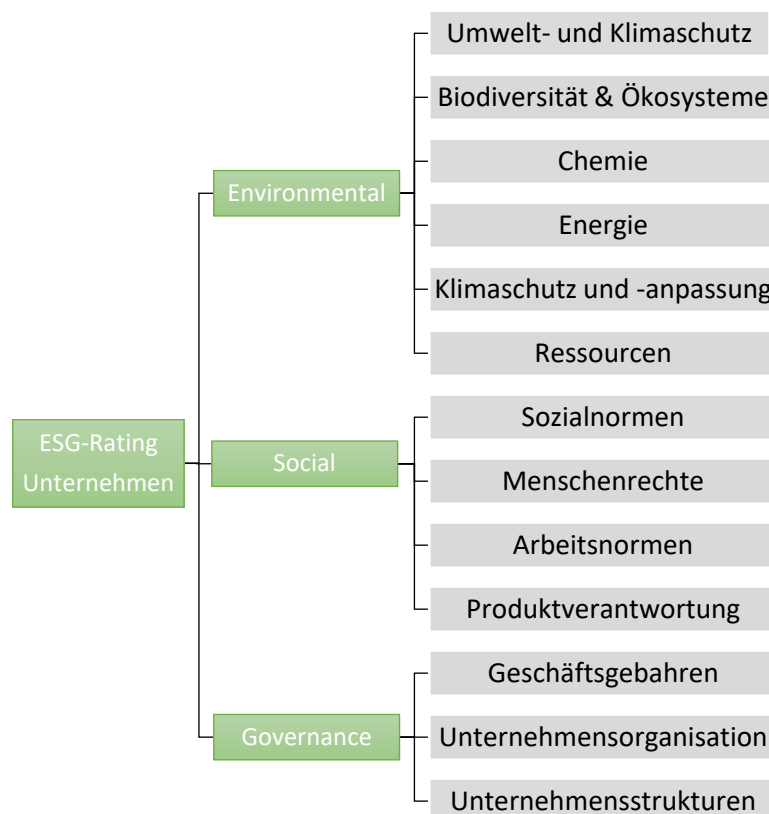 ESG-Rating
Unternehmen
Environmental
Umwelt- und Klimaschutz
Biodiversität & Ökosysteme
Chemie
Energie
Klimaschutz und -anpassung
Ressourcen
Social
Sozialnormen
Menschenrechte
Arbeitsnormen
Produktverantwortung
Governance
Geschäftsgebahren
Unternehmensorganisation
Unternehmensstrukturen